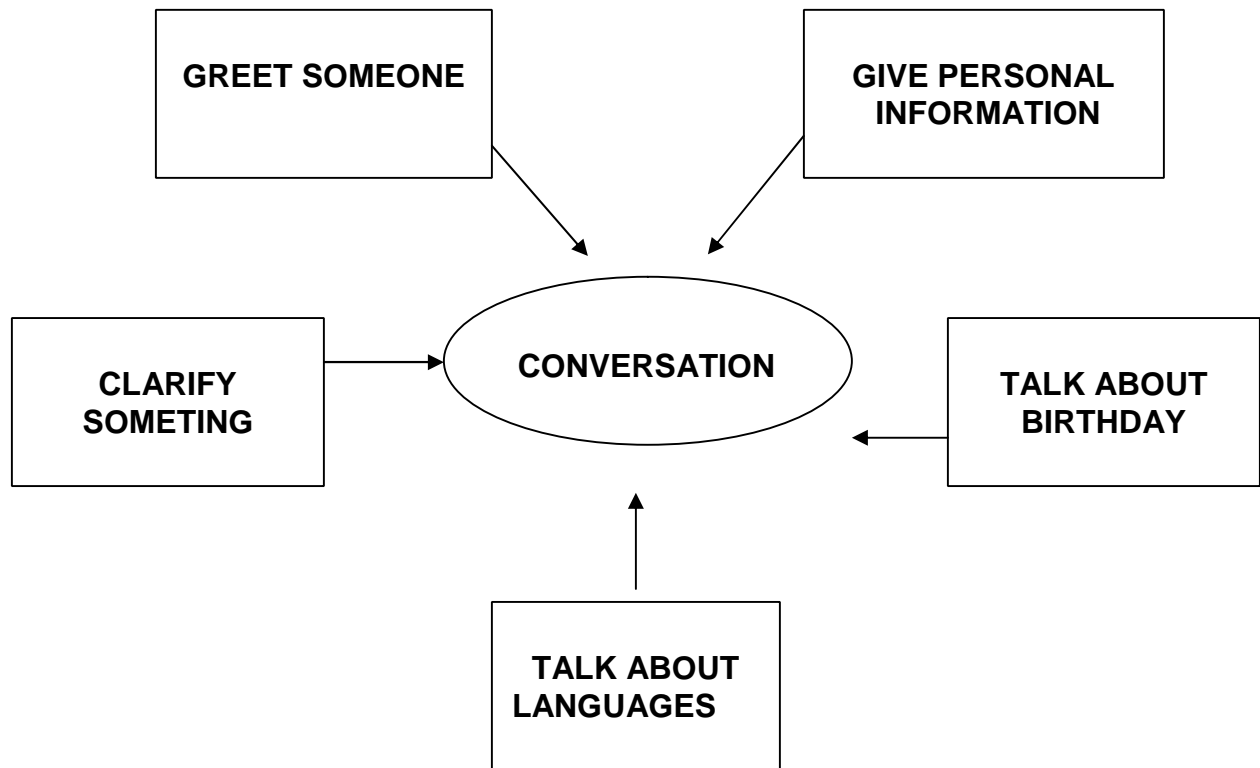 GREET SOMEONE
GIVE PERSONAL
INFORMATION
CLARIFY
SOMETING
CONVERSATION
TALK ABOUT
BIRTHDAY
TALK ABOUT
LANGUAGES